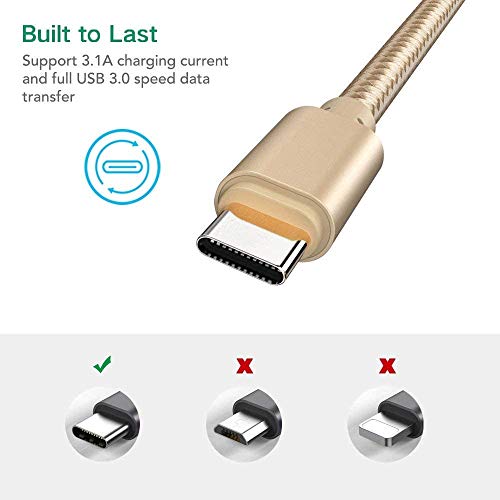 Built to Last
Support 3.1A charging current
and full USB 3.0 speed data
transfer